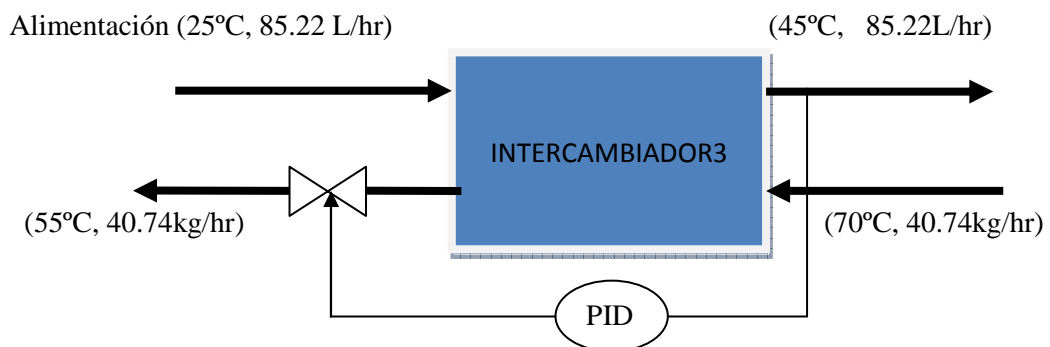 Alimentación (25ºC, 85.22 L/hr)
(45ºC, 85.22L/hr)
INTERCAMBIADOR3
(55ºC, 40.74kg/hr)
(70ºC, 40.74kg/hr)
PID